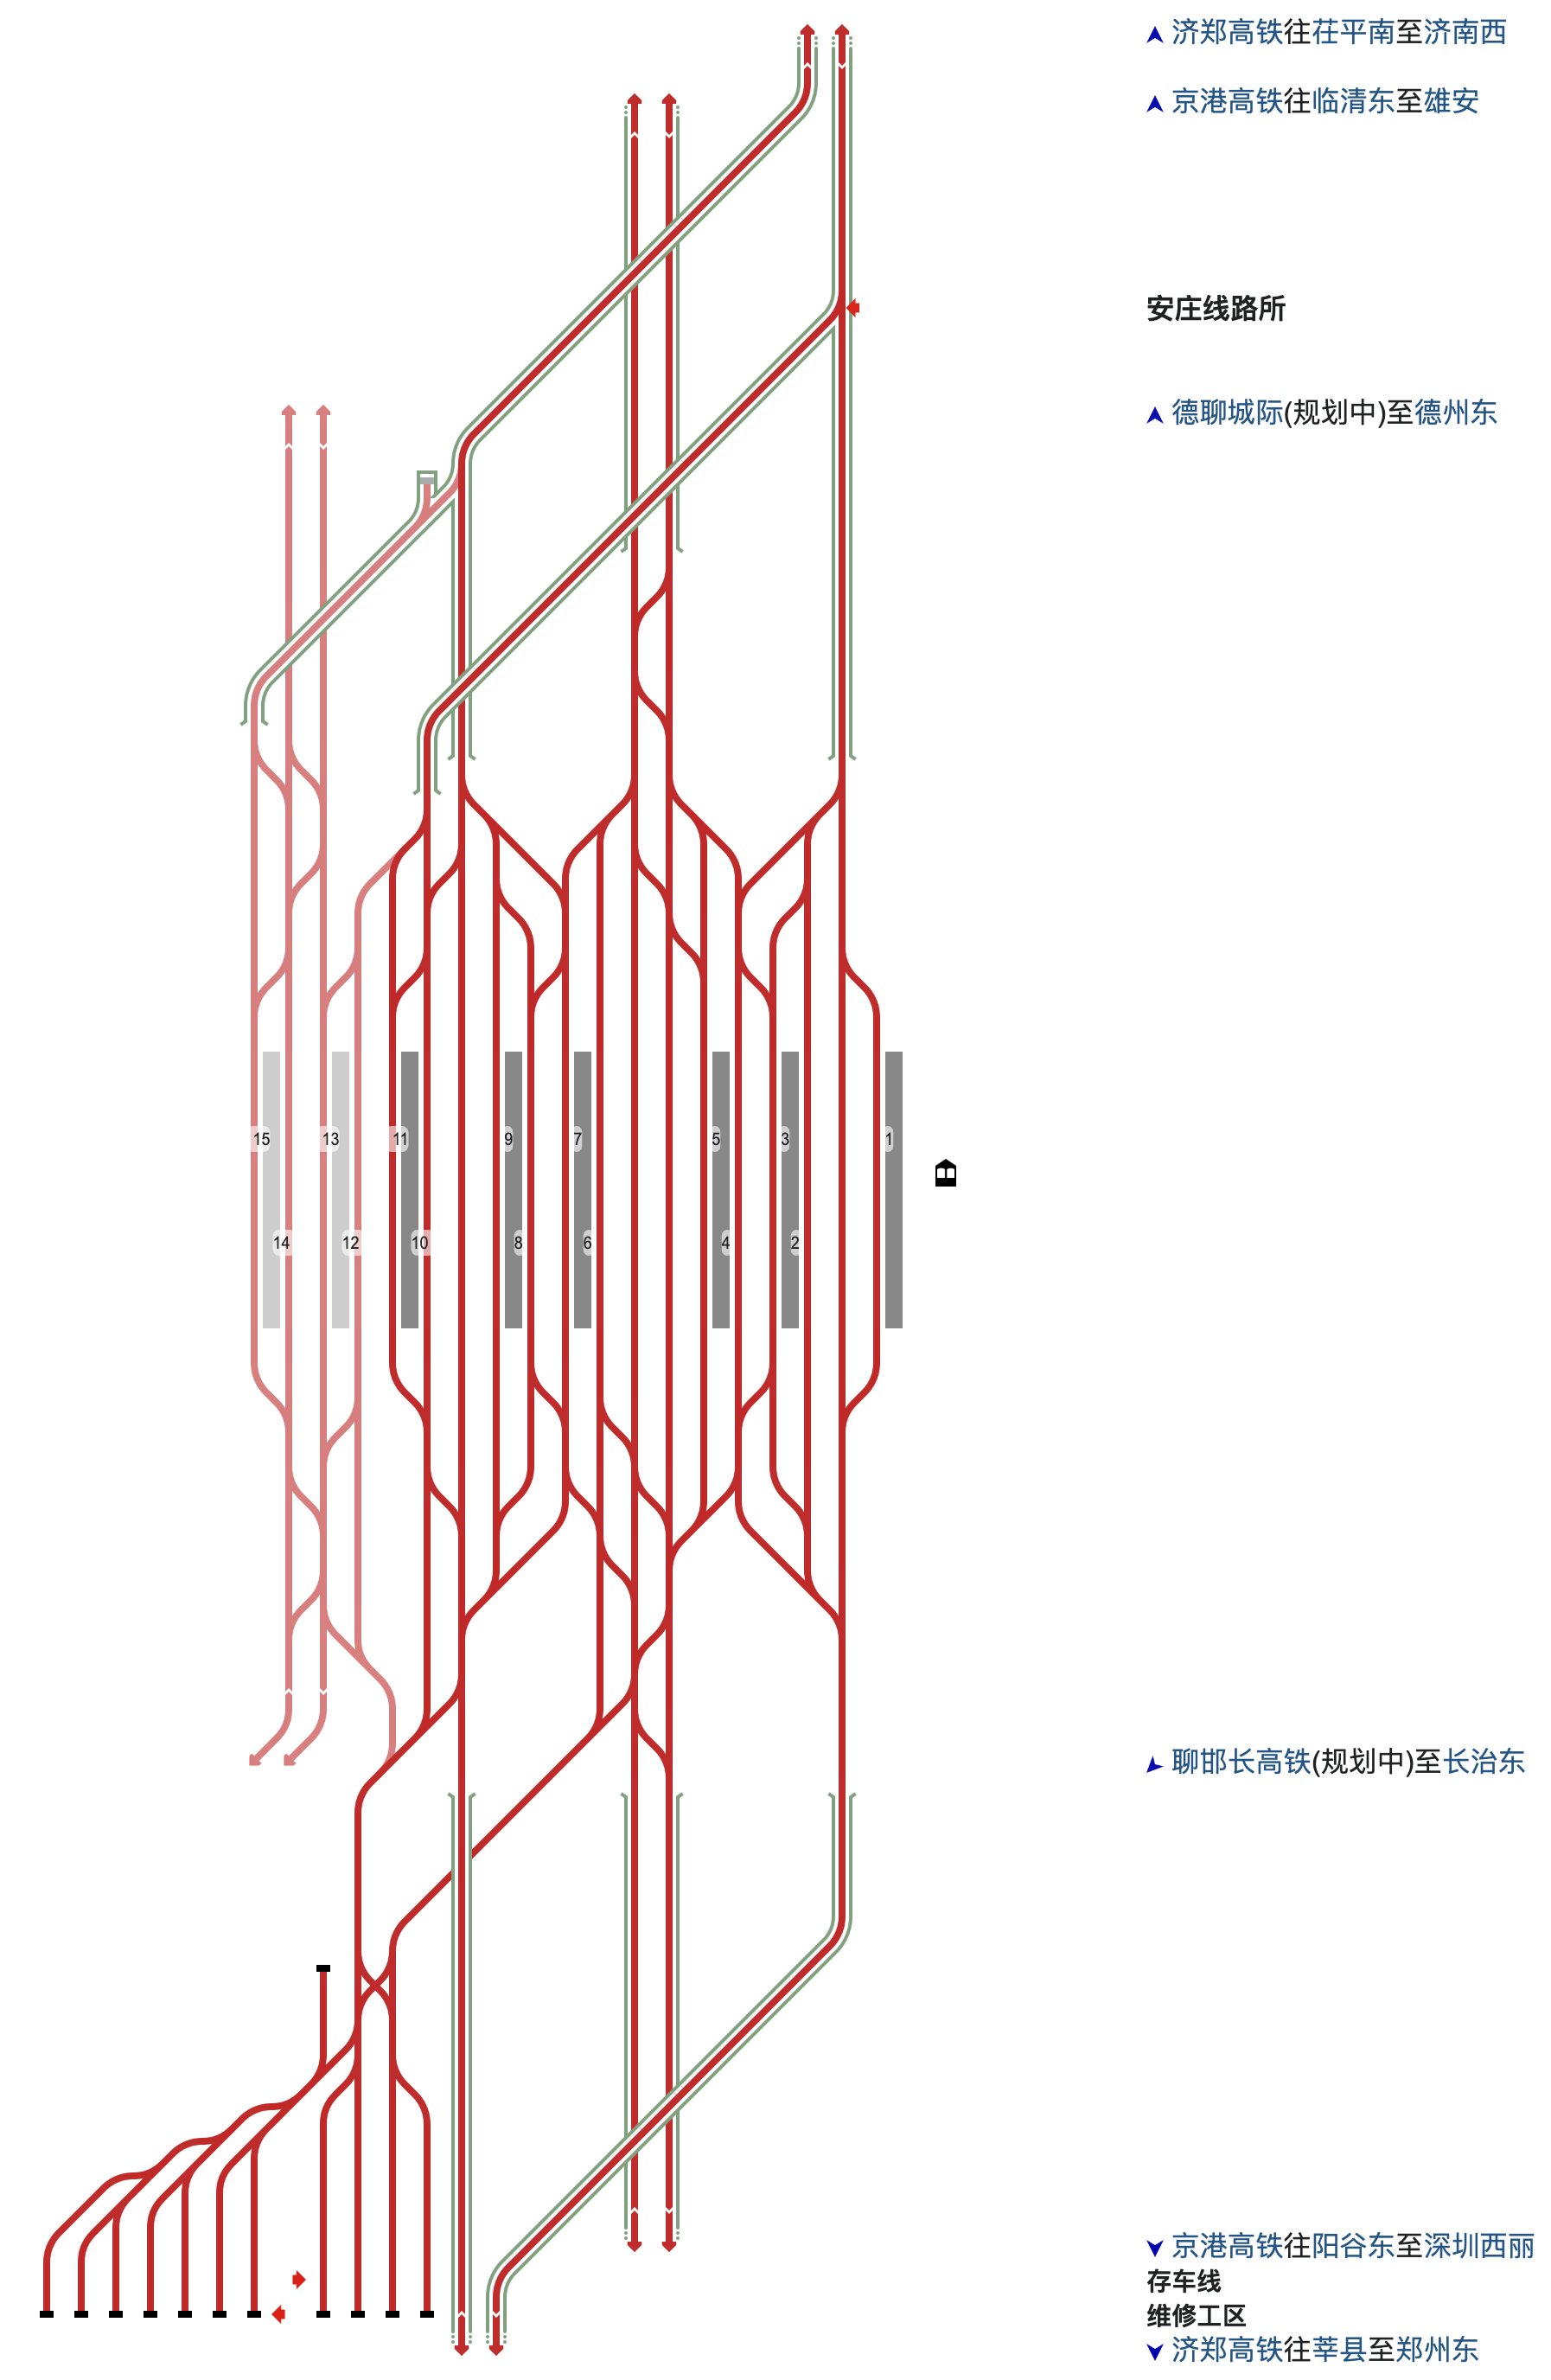 济郑高铁往茌平南至济南西
京港高铁往临清东至雄安
安庄线路所
德聊城际(规划中)至德州东
15 13 11 9 7 5 3 1
14 12 10 8 6 4 2
聊邯长高铁(规划中)至长治东
京港高铁往阳谷东至深圳西丽
存车线
维修工区
济郑高铁往莘县至郑州东